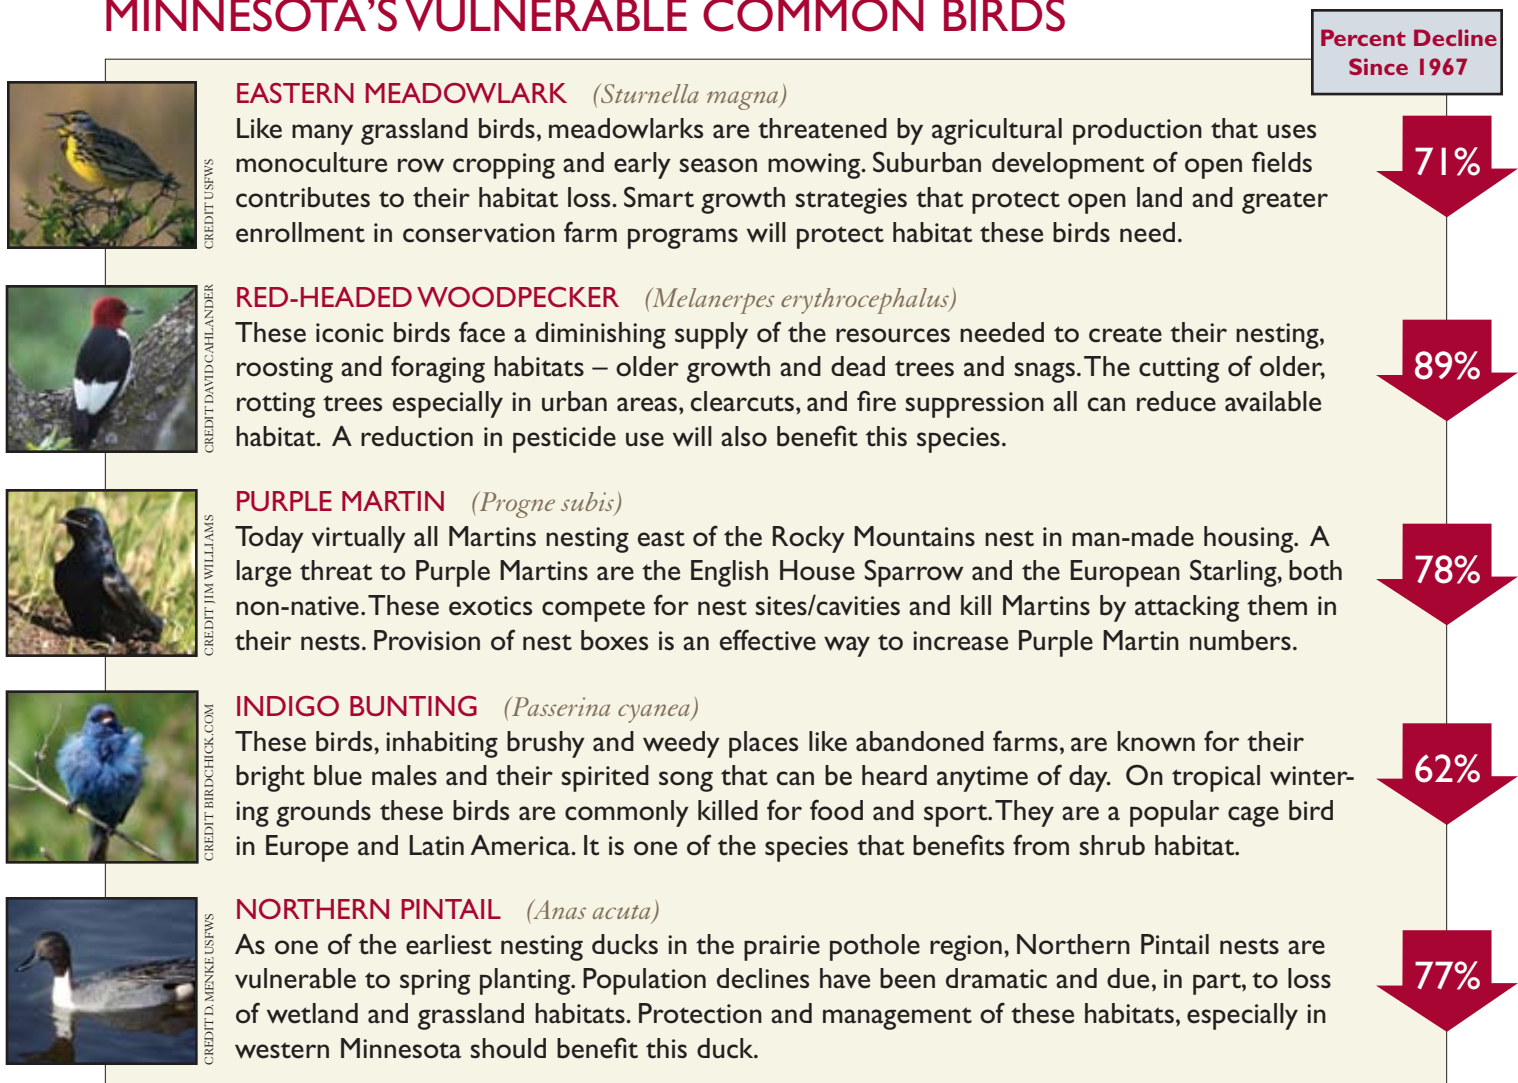 MINNESOTA'S VULNERABLE COMMON BIRDS
Percent Decline
Since 1967
EASTERN MEADOWLARK (Sturnella magna)
Like many grassland birds, meadowlarks are threatened by agricultural production that uses
monoculture row cropping and early season mowing. Suburban development of open fields
contributes to their habitat loss. Smart growth strategies that protect open land and greater
enrollment in conservation farm programs will protect habitat these birds need.
CREDIT USFWS
71%
RED-HEADED WOODPECKER (Melanerpes erythrocephalus)
These iconic birds face a diminishing supply of the resources needed to create their nesting,
roosting and foraging habitats – older growth and dead trees and snags. The cutting of older,
rotting trees especially in urban areas, clearcuts, and fire suppression all can reduce available
habitat. A reduction in pesticide use will also benefit this species.
CREDIT DAVID CAHLANDER
89%
PURPLE MARTIN (Progne subis)
Today virtually all Martins nesting east of the Rocky Mountains nest in man-made housing. A
large threat to Purple Martins are the English House Sparrow and the European Starling, both
non-native. These exotics compete for nest sites/cavities and kill Martins by attacking them in
their nests. Provision of nest boxes is an effective way to increase Purple Martin numbers.
CREDIT JIM WILLIAMS
78%
INDIGO BUNTING (Passerina cyanea)
These birds, inhabiting brushy and weedy places like abandoned farms, are known for their
bright blue males and their spirited song that can be heard anytime of day. On tropical winter-
ing grounds these birds are commonly killed for food and sport. They are a popular cage bird
in Europe and Latin America. It is one of the species that benefits from shrub habitat.
CREDIT BIRDCHICK.COM
62%
NORTHERN PINTAIL (Anas acuta)
As one of the earliest nesting ducks in the prairie pothole region, Northern Pintail nests are
vulnerable to spring planting. Population declines have been dramatic and due, in part, to loss
of wetland and grassland habitats. Protection and management of these habitats, especially in
western Minnesota should benefit this duck.
CREDIT D. MENKE USFWS
77%